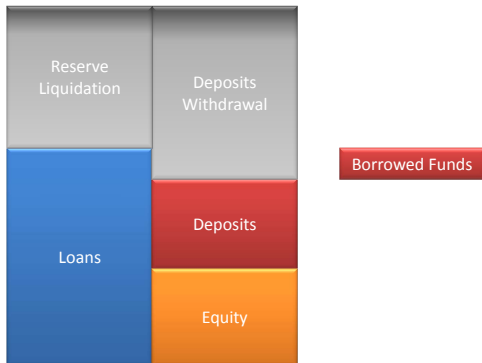 Reserve
Liquidation
Deposits
Withdrawal
Borrowed Funds
Deposits
Loans
Equity